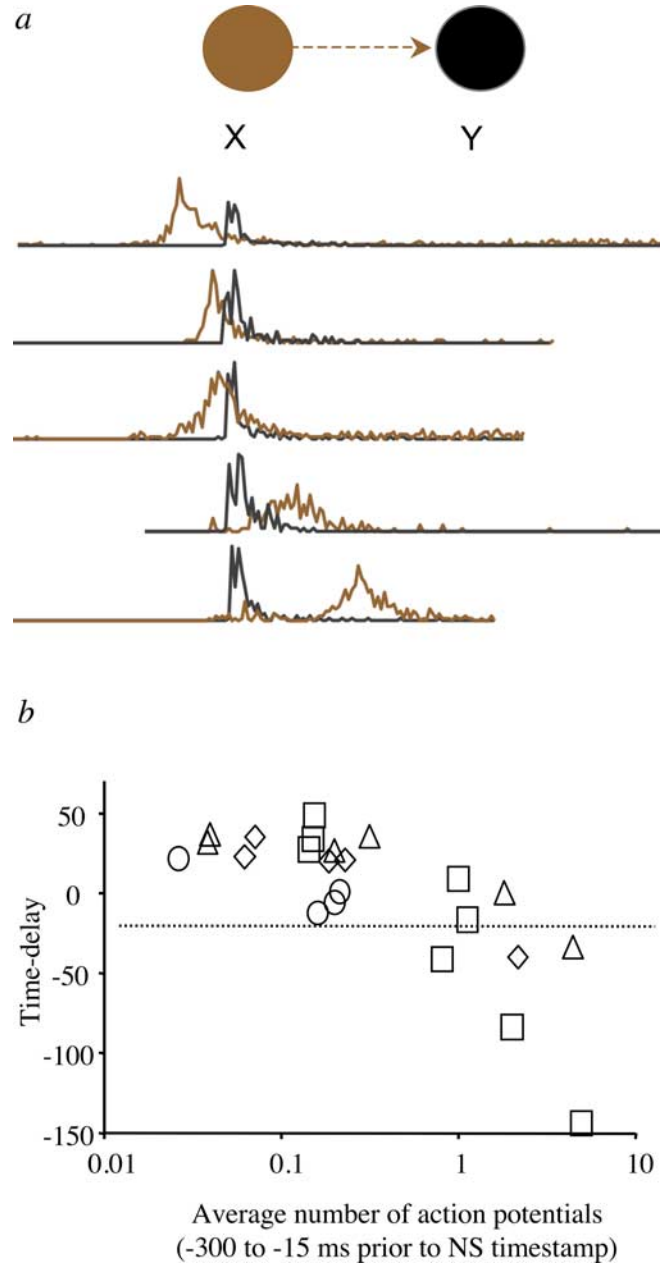 a
X Y
b
50
0
-50
-100
-150
Time-delay
0.01 0.1 1 10
Average number of action potentials
(-300 to -15 ms prior to NS timestamp)